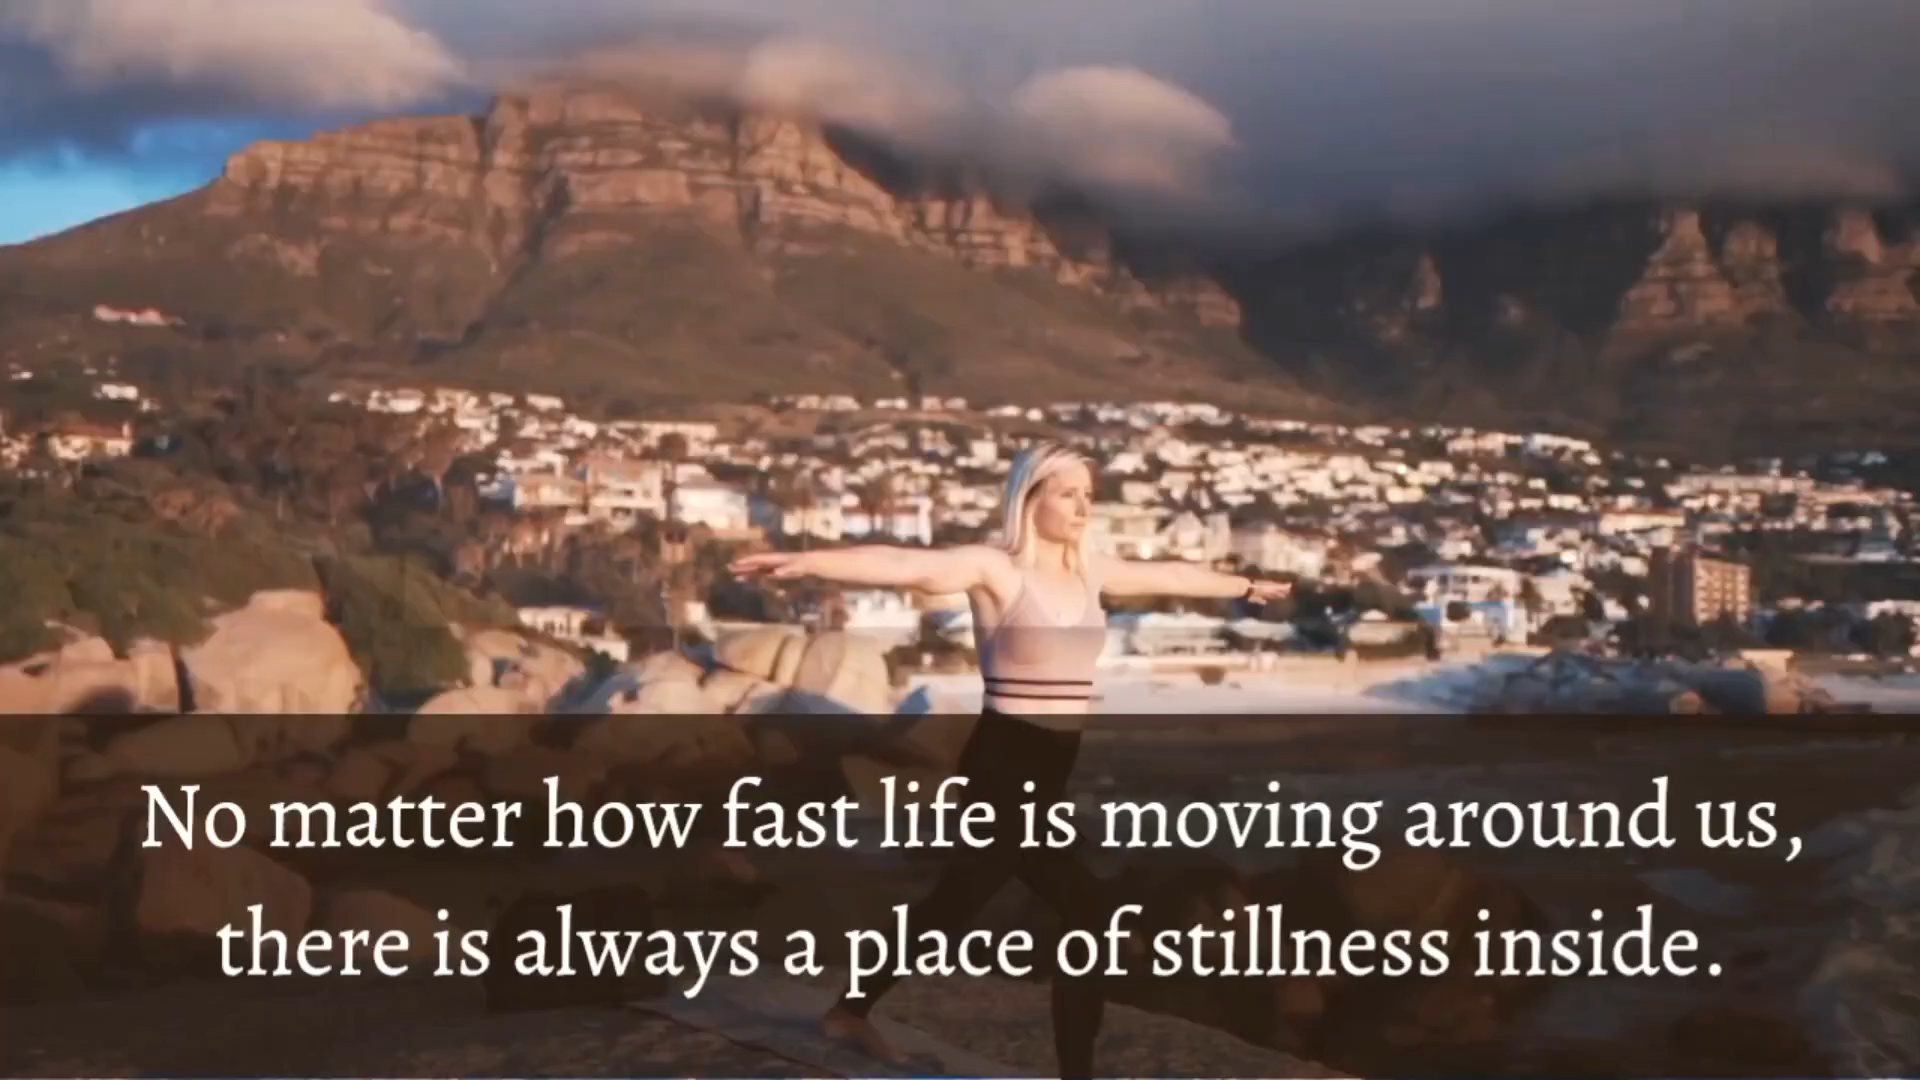 No matter how fast life is moving around us,
there is always a place of stillness inside.